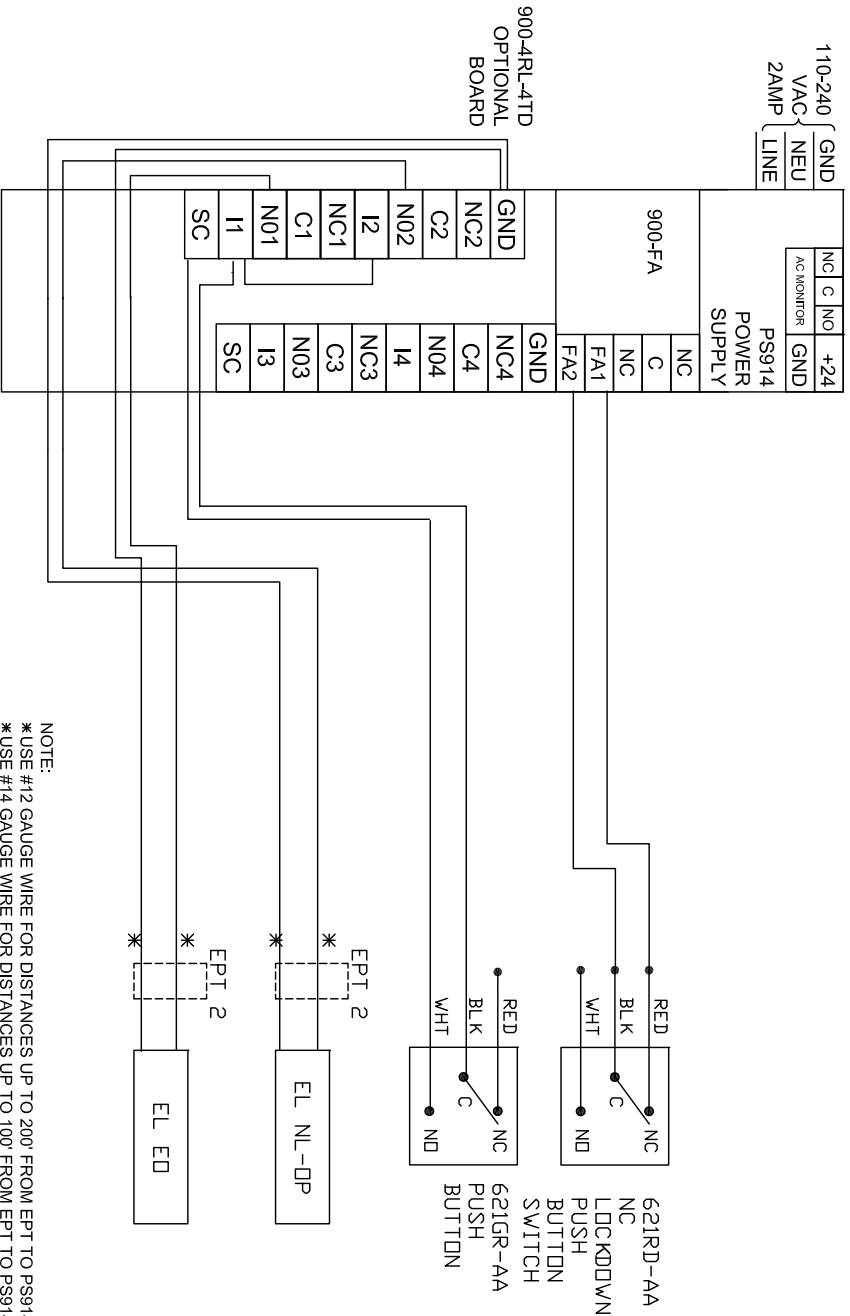 110-240
VAC
2AMP
GND
NEU
LINE
NC C NO
AC MONITOR
+24
GND
PS914
POWER
SUPPLY
900-FA
NC
C
NC
FA1
FA2
900-4RL-4TD
OPTIONAL
BOARD
GND
NC2
C2
N02
I2
NC1
C1
N01
I1
SC
GND
NC4
C4
N04
I4
NC3
C3
N03
I3
SC
RED
BLK
WHT
NC
C
NO
621RD-AA
NC
LOCKDOWN
PUSH
BUTTON
SWITCH
RED
BLK
WHT
NC
C
NO
621GR-AA
PUSH
BUTTON
EPT 2
* *
EL NL-OP
EPT 2
* *
EL EO
NOTE:
*USE #12 GAUGE WIRE FOR DISTANCES UP TO 200' FROM EPT TO PS914
*USE #14 GAUGE WIRE FOR DISTANCES UP TO 100' FROM EPT TO PS914